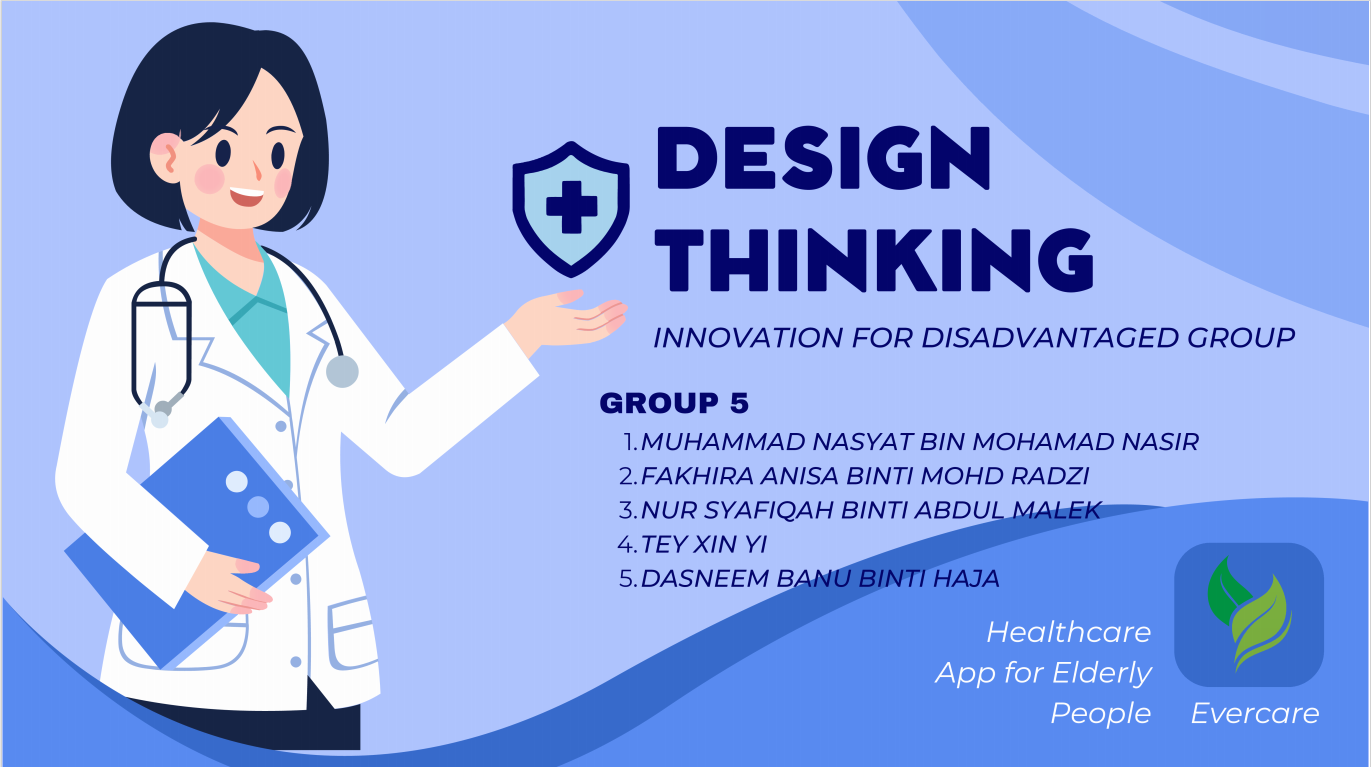 DESIGN
THINKING
INNOVATION FOR DISADVANTAGED GROUP
GROUP 5
1. MUHAMMAD NASYAT BIN MOHAMAD NASIR
2. FAKHIRA ANISA BINTI MOHD RADZI
3. NUR SYAFIQAH BINTI ABDUL MALEK
4. TEY XIN YI
5. DASNEEM BANU BINTI HAJA
Healthcare
App for Elderly
People
Evercare